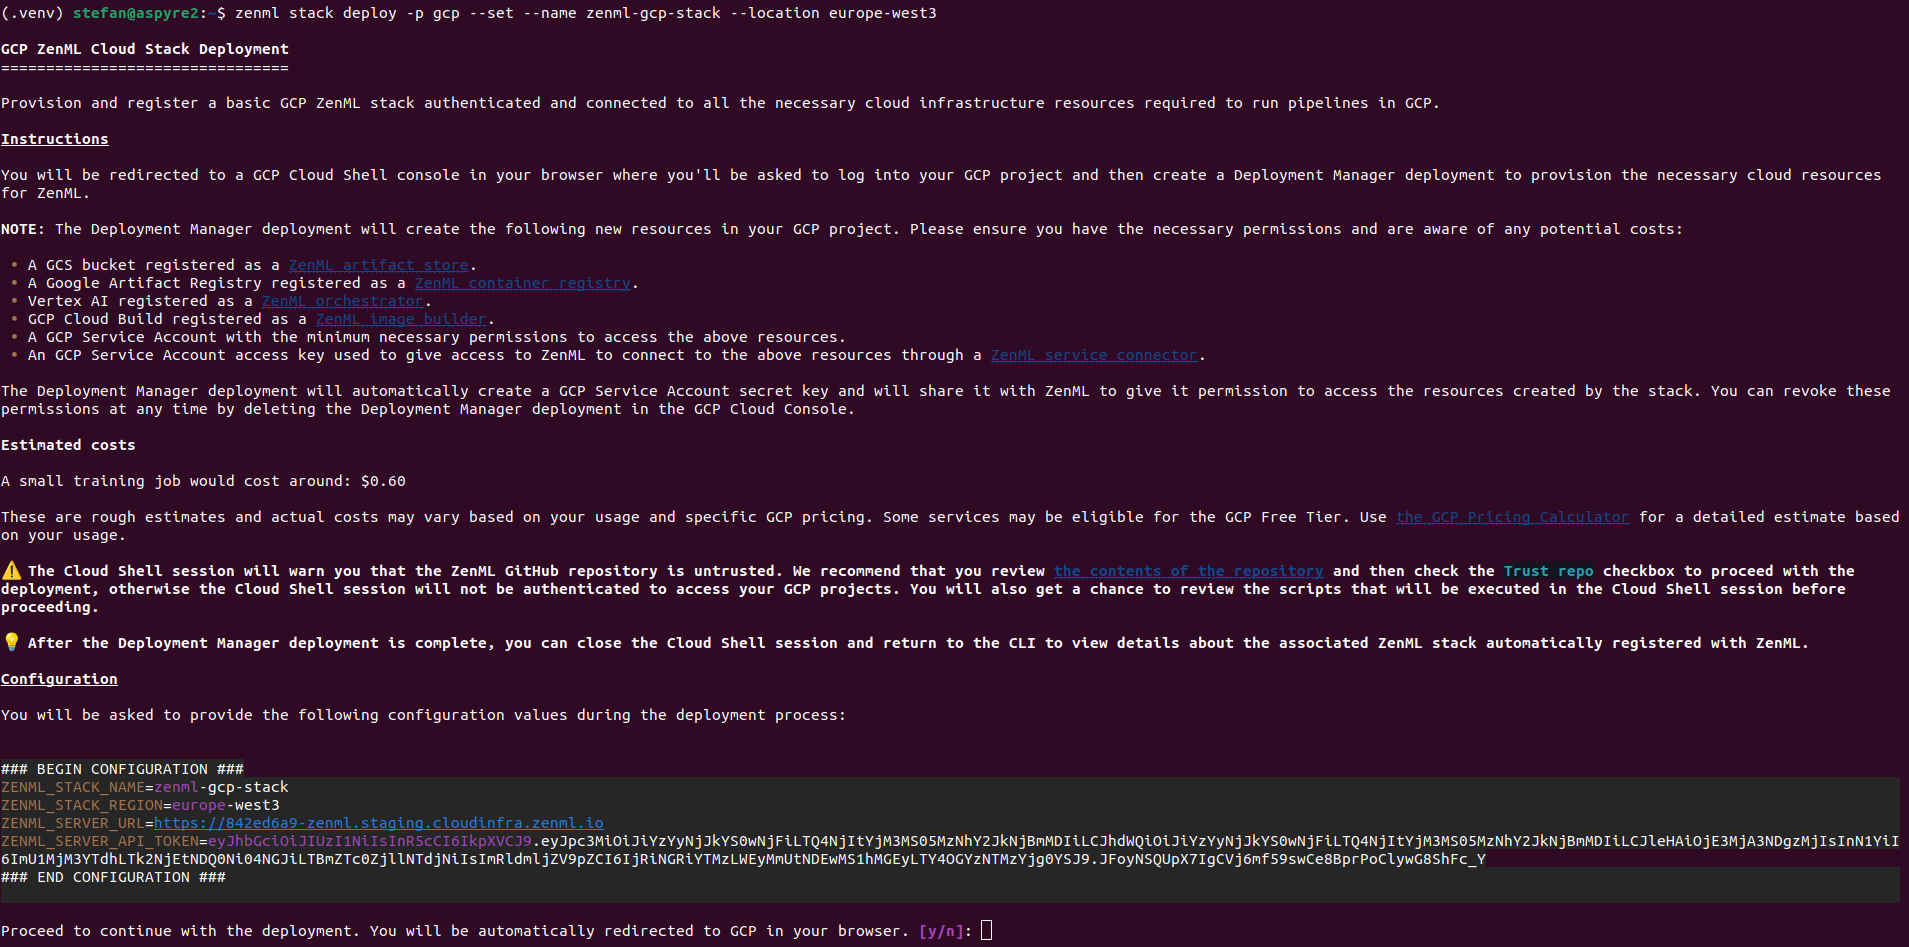 (.venv) stefan@aspyre2:~$ zenml stack deploy -p gcp --set --name zenml-gcp-stack --location europe-west3
GCP ZenML Cloud Stack Deployment
================================
Provision and register a basic GCP ZenML stack authenticated and connected to all the necessary cloud infrastructure resources required to run pipelines in GCP.
Instructions
You will be redirected to a GCP Cloud Shell console in your browser where you'll be asked to log into your GCP project and then create a Deployment Manager deployment to provision the necessary cloud resources
for ZenML.
NOTE: The Deployment Manager deployment will create the following new resources in your GCP project. Please ensure you have the necessary permissions and are aware of any potential costs:
• A GCS bucket registered as a ZenML artifact store.
• A Google Artifact Registry registered as a ZenML container registry.
• Vertex AI registered as a ZenML orchestrator.
• GCP Cloud Build registered as a ZenML image builder.
• A GCP Service Account with the minimum necessary permissions to access the above resources.
• An GCP Service Account access key used to give access to ZenML to connect to the above resources through a ZenML service connector.
The Deployment Manager deployment will automatically create a GCP Service Account secret key and will share it with ZenML to give it permission to access the resources created by the stack. You can revoke these
permissions at any time by deleting the Deployment Manager deployment in the GCP Cloud Console.
Estimated costs
A small training job would cost around: $0.60
These are rough estimates and actual costs may vary based on your usage and specific GCP pricing. Some services may be eligible for the GCP Free Tier. Use the GCP Pricing Calculator for a detailed estimate based
on your usage.
⚠️ The Cloud Shell session will warn you that the ZenML GitHub repository is untrusted. We recommend that you review the contents of the repository and then check the Trust repo checkbox to proceed with the
deployment, otherwise the Cloud Shell session will not be authenticated to access your GCP projects. You will also get a chance to review the scripts that will be executed in the Cloud Shell session before
proceeding.
💡 After the Deployment Manager deployment is complete, you can close the Cloud Shell session and return to the CLI to view details about the associated ZenML stack automatically registered with ZenML.
Configuration
You will be asked to provide the following configuration values during the deployment process:
### BEGIN CONFIGURATION ###
ZENML_STACK_NAME=zenml-gcp-stack
ZENML_STACK_REGION=europe-west3
ZENML_SERVER_URL=https://842ed6a9-zenml.staging.cloudinfra.zenml.io
ZENML_SERVER_API_TOKEN=eyJhbGciOiJIUzI1NiIsInR5cCI6IkpXVCJ9.eyJpc3MiOiJiYzYyNjJkYS0wNjFiLTQ4NjItYjM3MS05MzNhY2JkNjBmMDIiLCJhdWQiOiJiYzYyNjJkYS0wNjFiLTQ4NjItYjM3MS05MzNhY2JkNjBmMDIiLCJleHAiOjE3MjA3NDgzMjIsInN1YiI
6ImU1MjM3YTdhLTk2NjEtNDQ0Ni04NGJiLTBmZTc0ZjllNTdjNiIsImRldmljZV9pZCI6IjRiNGRiYTMzLWEyMmUtNDEwMS1hMGEyLTY4OGYzNTMzYjg0YSJ9.JFoyNSQUpX7IgCVj6mf59swCe8BprPoClywG8ShFc_Y
### END CONFIGURATION ###
Proceed to continue with the deployment. You will be automatically redirected to GCP in your browser. [y/n]: